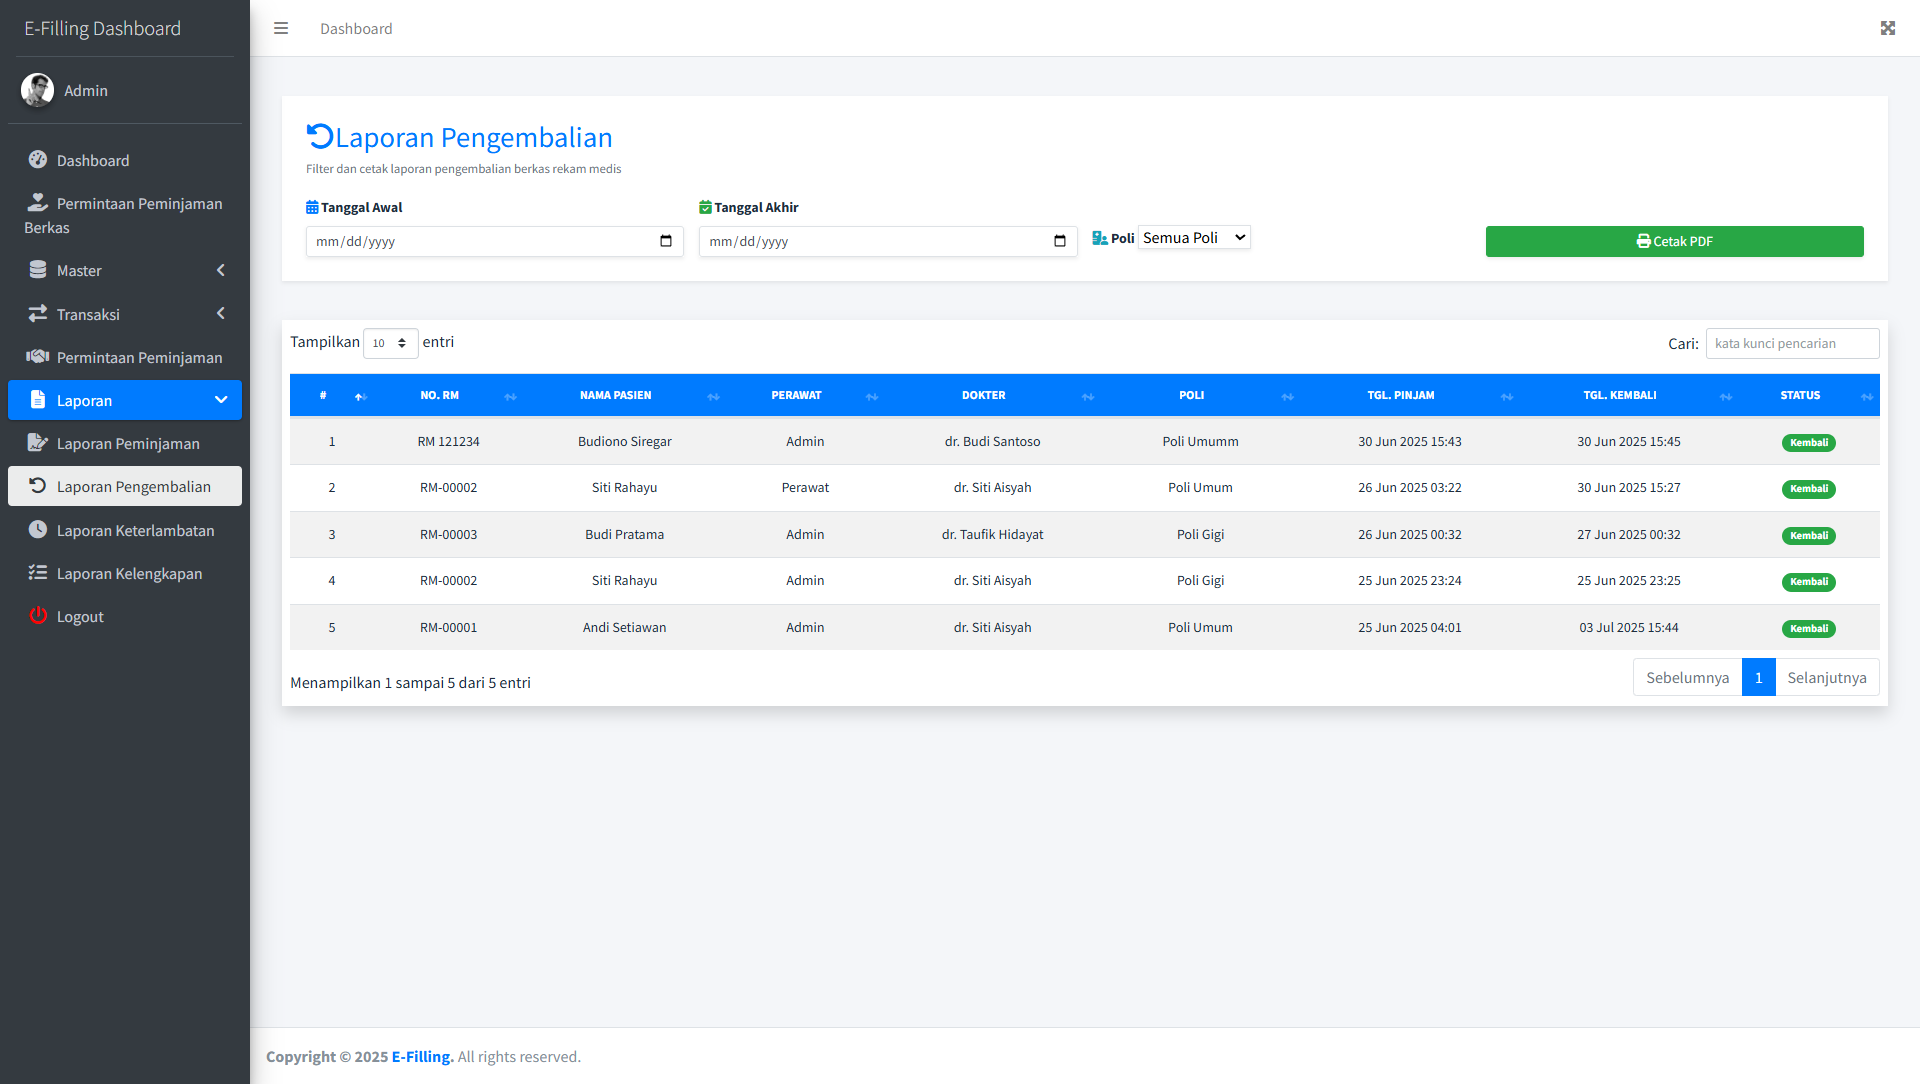 E-Filling Dashboard
Admin
Dashboard
Permintaan Peminjaman
Berkas
Master
Transaksi
Permintaan Peminjaman
Laporan
Laporan Peminjaman
Laporan Pengembalian
Laporan Keterlambatan
Laporan Kelengkapan
Logout
Dashboard
Laporan Pengembalian
Filter dan cetak laporan pengembalian berkas rekam medis
Tanggal Awal
mm/dd/yyyy
Tanggal Akhir
mm/dd/yyyy
Poli Semua Poli
Cetak PDF
Tampilkan 10 entri
Cari: kata kunci pencarian
# NO. RM NAMA PASIEN PERAWAT DOKTER POLI TGL. PINJAM TGL. KEMBALI STATUS
1 RM 121234 Budiono Siregar Admin dr. Budi Santoso Poli Umumm 30 Jun 2025 15:43 30 Jun 2025 15:45 Kembali
2 RM-00002 Siti Rahayu Perawat dr. Siti Aisyah Poli Umum 26 Jun 2025 03:22 30 Jun 2025 15:27 Kembali
3 RM-00003 Budi Pratama Admin dr. Taufik Hidayat Poli Gigi 26 Jun 2025 00:32 27 Jun 2025 00:32 Kembali
4 RM-00002 Siti Rahayu Admin dr. Siti Aisyah Poli Gigi 25 Jun 2025 23:24 25 Jun 2025 23:25 Kembali
5 RM-00001 Andi Setiawan Admin dr. Siti Aisyah Poli Umum 25 Jun 2025 04:01 03 Jul 2025 15:44 Kembali
Menampilkan 1 sampai 5 dari 5 entri
Sebelumnya 1 Selanjutnya
Copyright © 2025 E-Filling. All rights reserved.